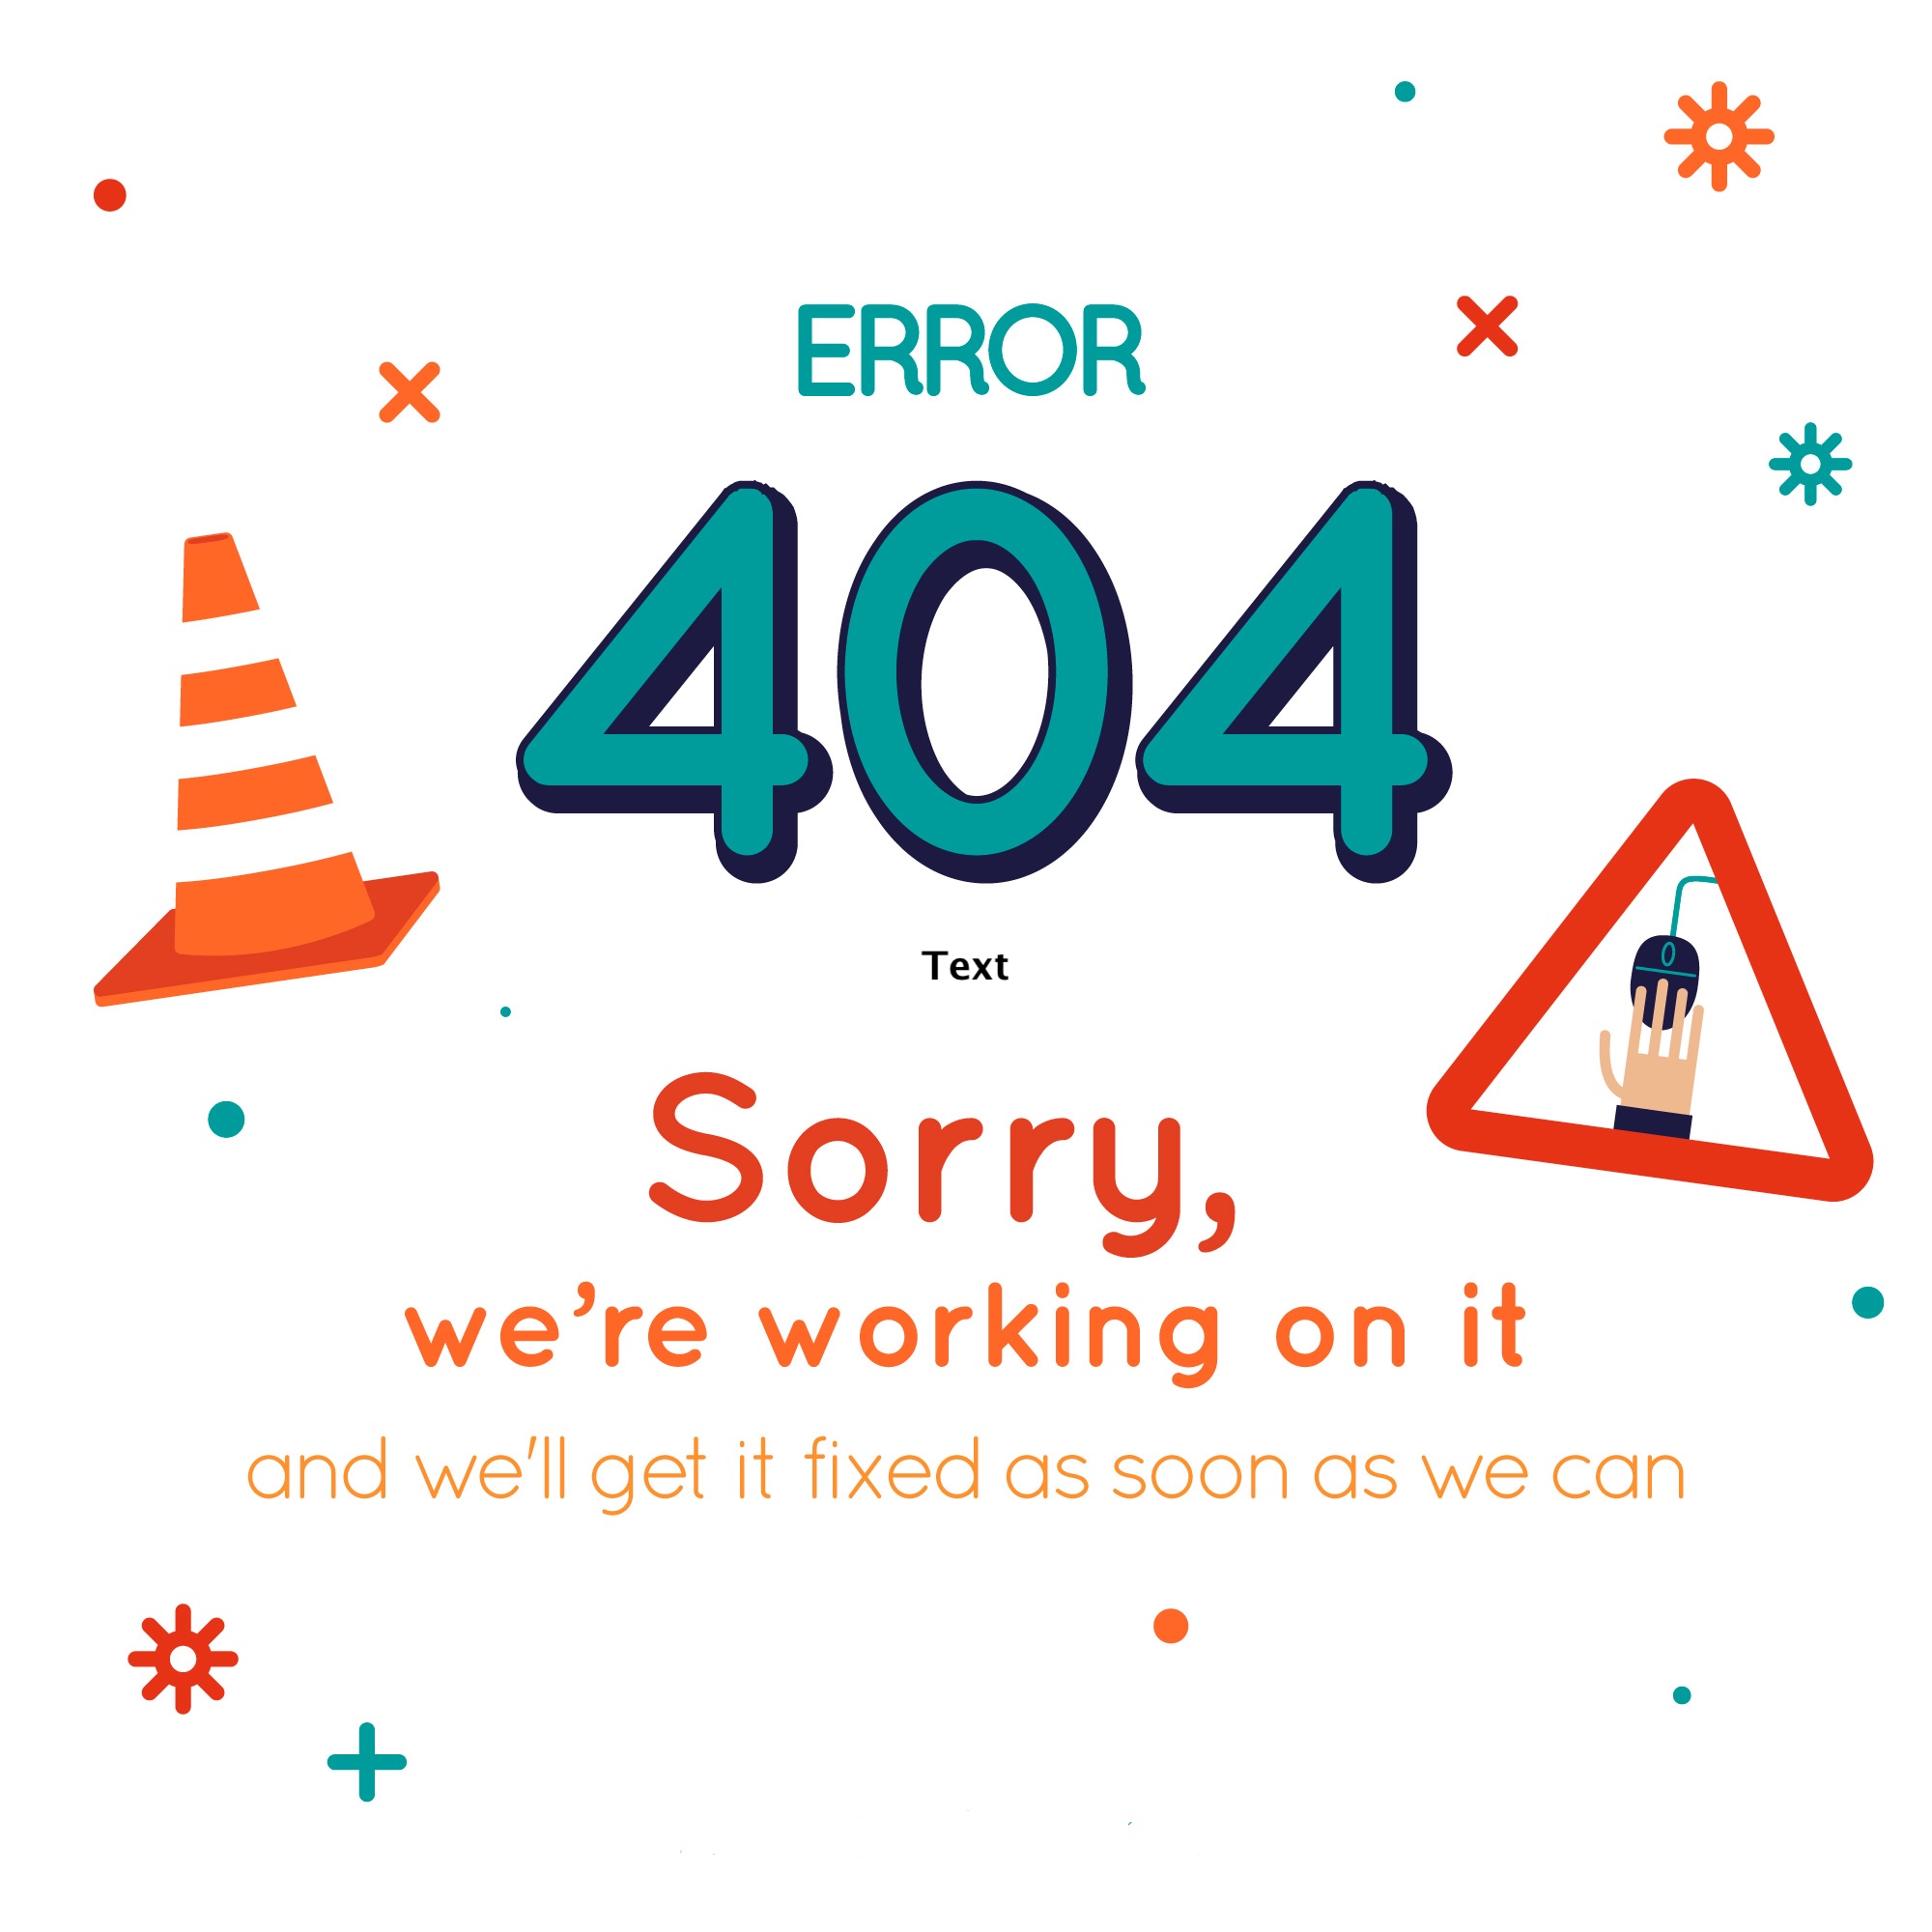 ERROR
404
Text
Sorry,
we’re working on it
and we'll get it fixed as soon as we can